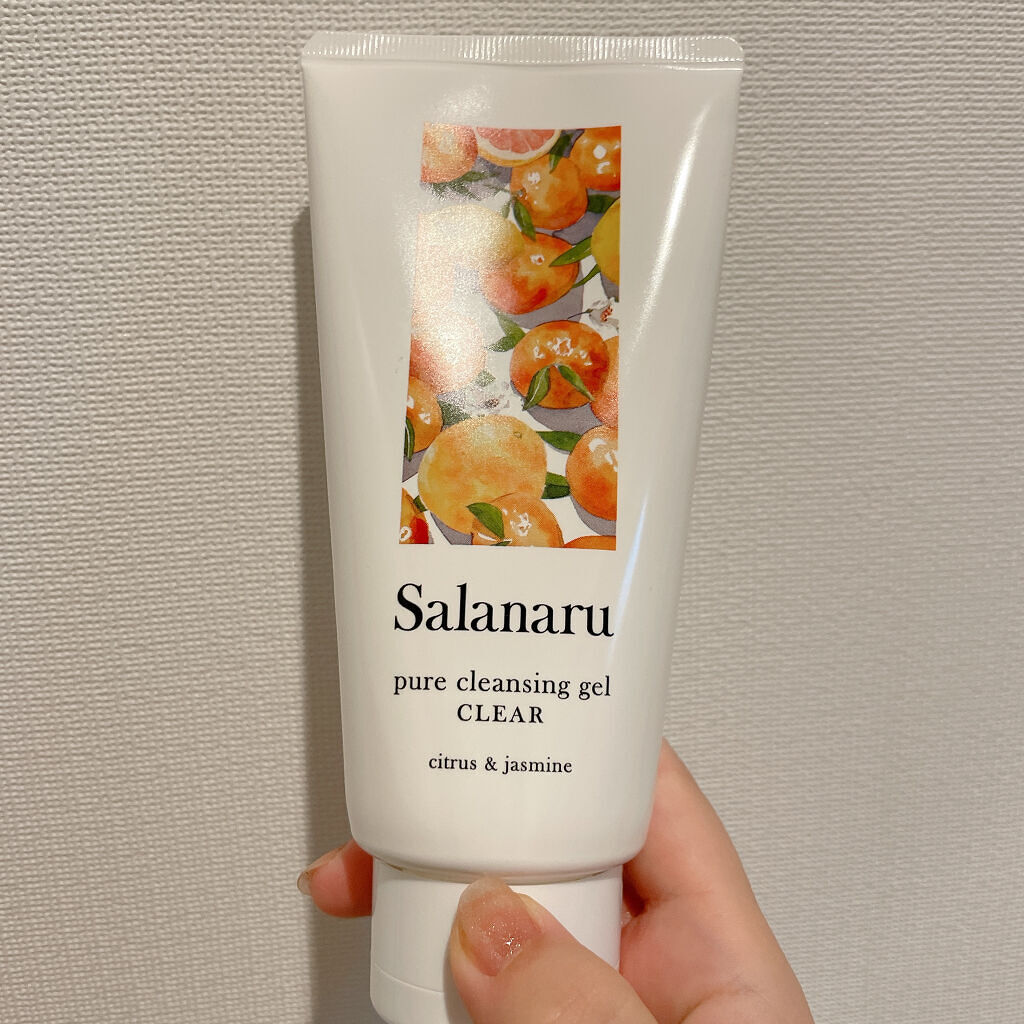 Salanaru
pure cleansing gel
CLEAR
citrus & jasmine